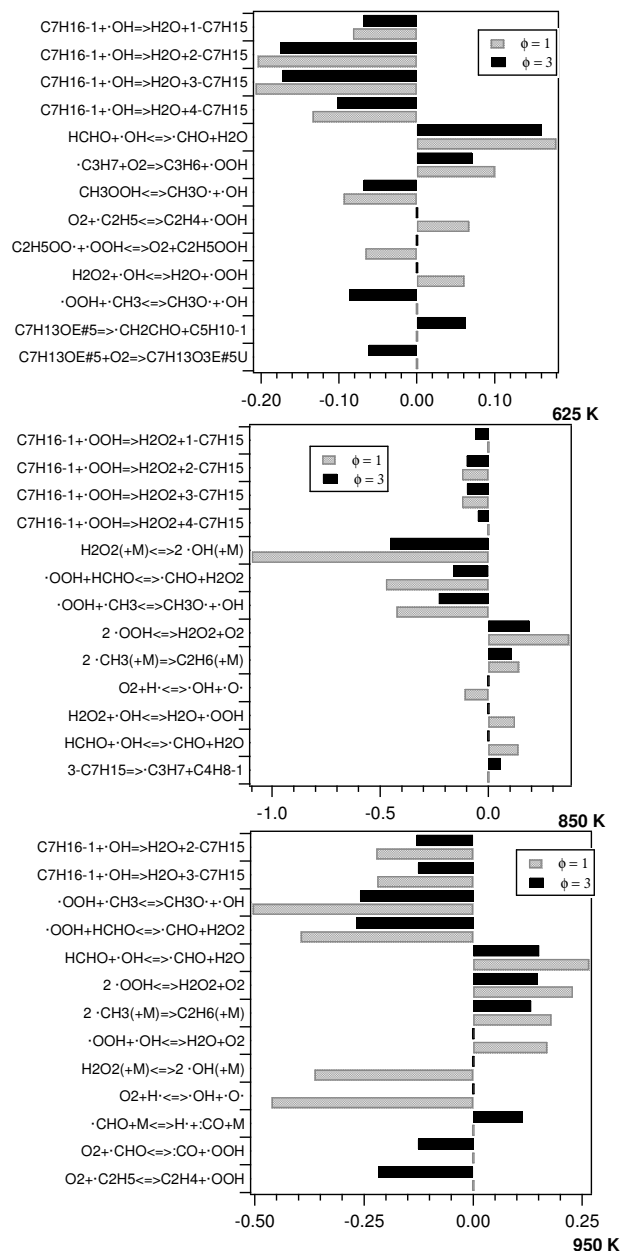 C7H16-1+·OH=>H2O+1-C7H15
C7H16-1+·OH=>H2O+2-C7H15
C7H16-1+·OH=>H2O+3-C7H15
C7H16-1+·OH=>H2O+4-C7H15
HCHO+·OH<=>·CHO+H2O
·C3H7+O2=>C3H6+·OOH
CH3OOH<=>CH3O·+·OH
O2+·C2H5<=>C2H4+·OOH
C2H5OO·+·OOH<=>O2+C2H5OOH
H2O2+·OH<=>H2O+·OOH
·OOH+·CH3<=>CH3O·+·OH
C7H13OE#5=>·CH2CHO+C5H10-1
C7H13OE#5+O2=>C7H13O3E#5U
ϕ = 1
ϕ = 3
-0.20 -0.10 0.00 0.10
625 K
C7H16-1+·OOH=>H2O2+1-C7H15
C7H16-1+·OOH=>H2O2+2-C7H15
C7H16-1+·OOH=>H2O2+3-C7H15
C7H16-1+·OOH=>H2O2+4-C7H15
H2O2(+M)<=>2 ·OH(+M)
·OOH+HCHO<=>·CHO+H2O2
·OOH+·CH3<=>CH3O·+·OH
2 ·OOH<=>H2O2+O2
2 ·CH3(+M)=>C2H6(+M)
O2+H·<=>·OH+·O·
H2O2+·OH<=>H2O+·OOH
HCHO+·OH<=>·CHO+H2O
3-C7H15=>·C3H7+C4H8-1
ϕ = 1
ϕ = 3
-1.0 -0.5 0.0
850 K
C7H16-1+·OH=>H2O+2-C7H15
C7H16-1+·OH=>H2O+3-C7H15
·OOH+·CH3<=>CH3O·+·OH
·OOH+HCHO<=>·CHO+H2O2
HCHO+·OH<=>·CHO+H2O
2 ·OOH<=>H2O2+O2
2 ·CH3(+M)=>C2H6(+M)
·OOH+·OH<=>H2O+O2
H2O2(+M)<=>2 ·OH(+M)
O2+H·<=>·OH+·O·
·CHO+M<=>H·+:CO+M
O2+·CHO<=>:CO+·OOH
O2+·C2H5<=>C2H4+·OOH
ϕ = 1
ϕ = 3
-0.50 -0.25 0.00 0.25
950 K